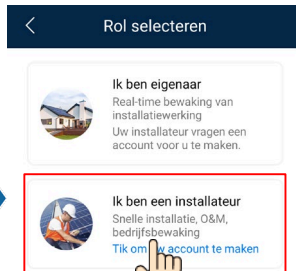 Rol selecteren
Ik ben eigenaar
Real-time bewaking van
installatiewerking
Uw installateur vragen een
account voor u te maken.
Ik ben een installateur
Snelle installatie, O&M,
bedrijfsbewaking
Tik om account te maken